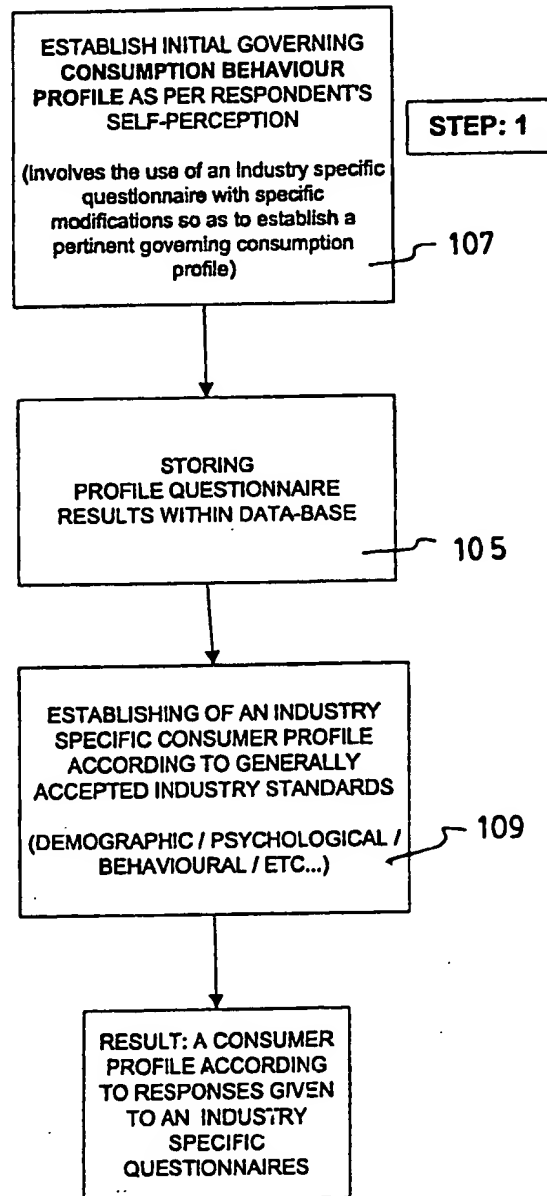 ESTABLISH INITIAL GOVERNING
CONSUMPTION BEHAVIOUR
PROFILE AS PER RESPONDENT'S
SELF-PERCEPTION
(Involves the use of an Industry specific
questionnaire with specific
modifications so as to establish a
pertinent governing consumption
profile)
STEP: 1
107
STORING
PROFILE QUESTIONNAIRE
RESULTS WITHIN DATA-BASE
105
ESTABLISHING OF AN INDUSTRY
SPECIFIC CONSUMER PROFILE
ACCORDING TO GENERALLY
ACCEPTED INDUSTRY STANDARDS
(DEMOGRAPHIC / PSYCHOLOGICAL /
BEHAVIOURAL / ETC...)
109
RESULT: A CONSUMER
PROFILE ACCORDING
TO RESPONSES GIVEN
TO AN INDUSTRY
SPECIFIC
QUESTIONNAIRES